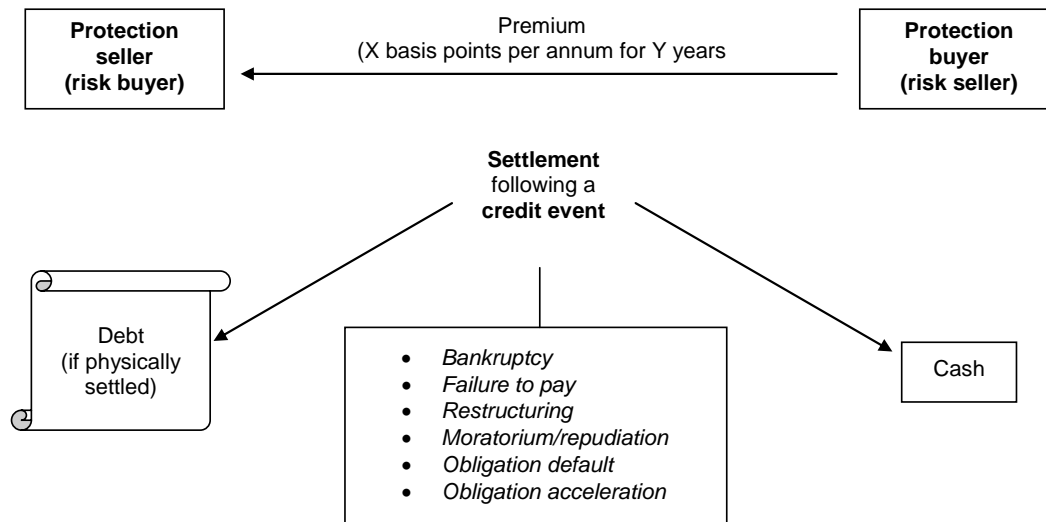 Protection
seller
(risk buyer)
Premium
(X basis points per annum for Y years
Protection
buyer
(risk seller)
Settlement
following a
credit event
Debt
(if physically
settled)
• Bankruptcy
• Failure to pay
• Restructuring
• Moratorium/repudiation
• Obligation default
• Obligation acceleration
Cash